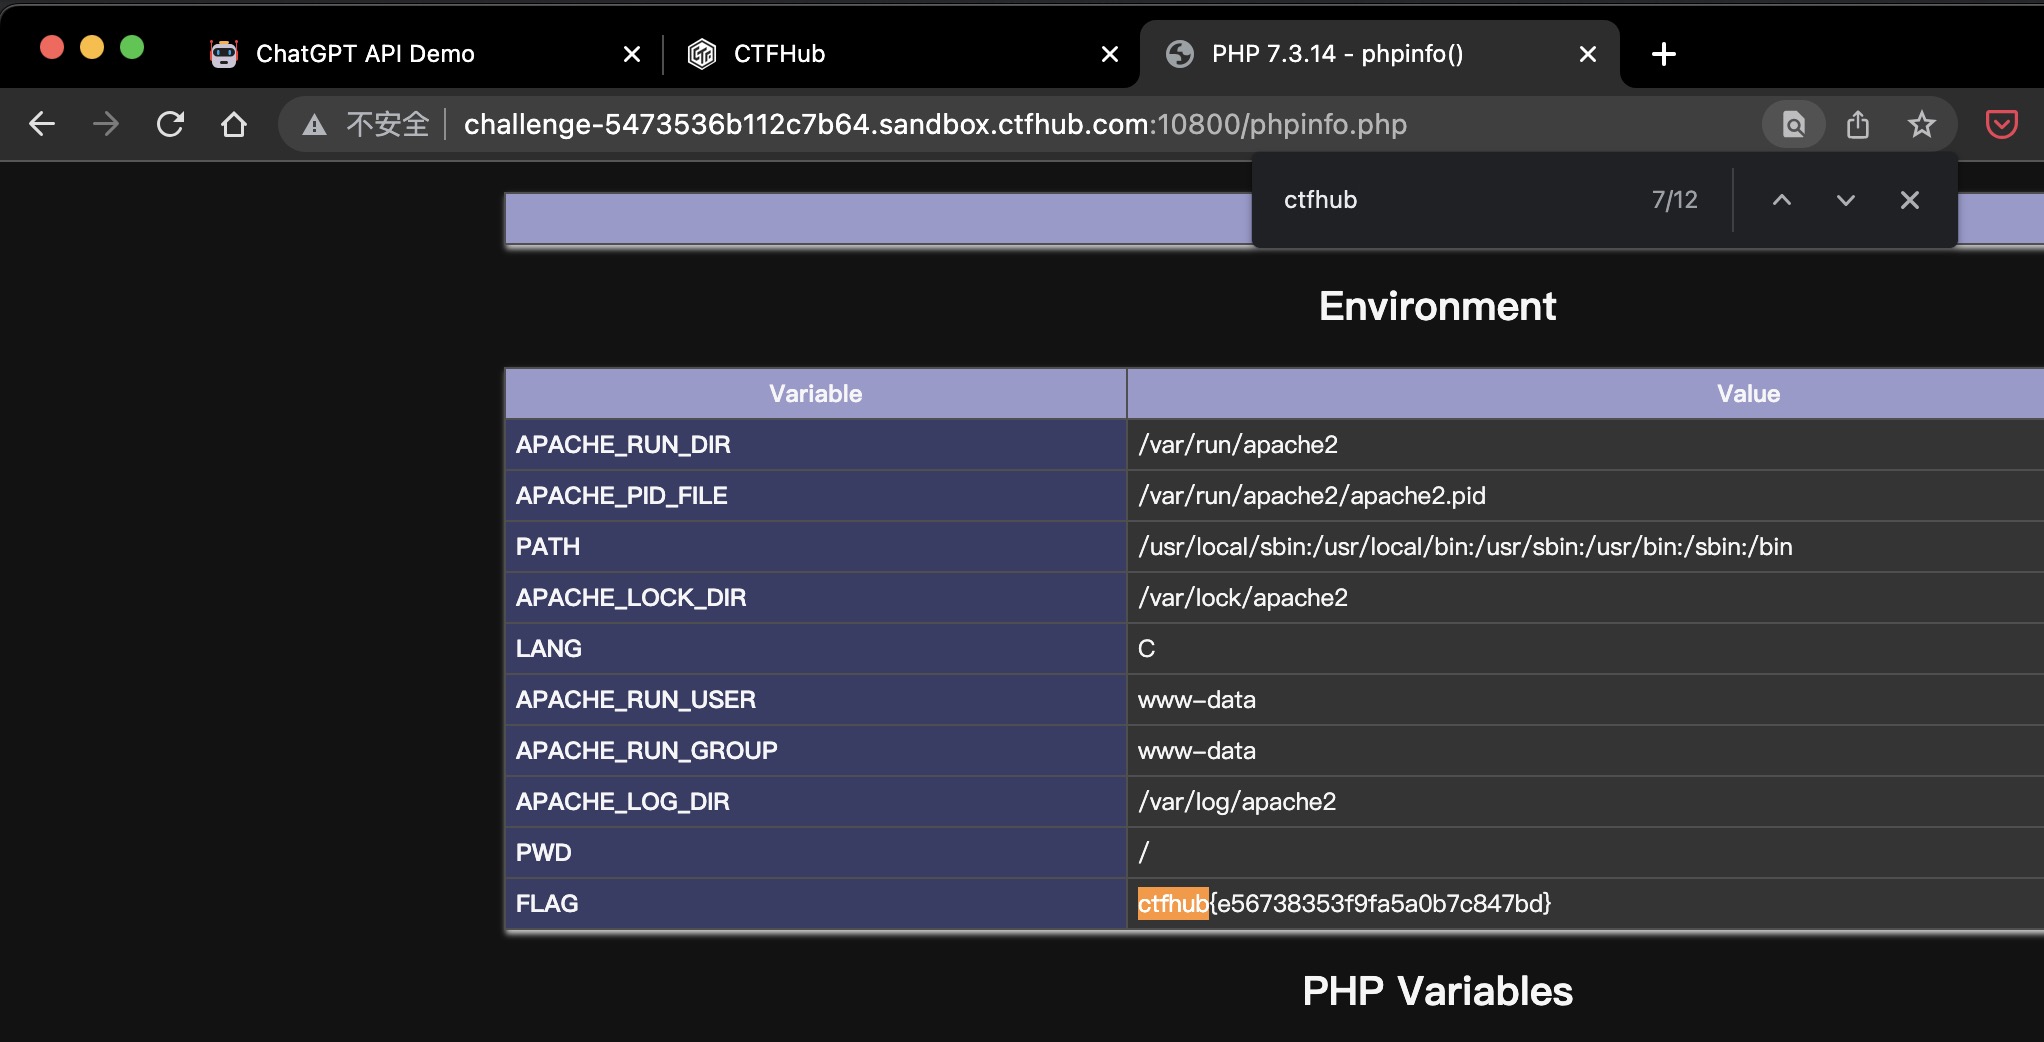 ChatGPT API Demo
CTFHub
PHP 7.3.14 - phpinfo()
不安全
challenge-5473536b112c7b64.sandbox.ctfhub.com:10800/phpinfo.php
ctfhub
7/12
Environment
Variable Value
APACHE_RUN_DIR /var/run/apache2
APACHE_PID_FILE /var/run/apache2/apache2.pid
PATH /usr/local/sbin:/usr/local/bin:/usr/sbin:/usr/bin:/sbin:/bin
APACHE_LOCK_DIR /var/lock/apache2
LANG C
APACHE_RUN_USER www-data
APACHE_RUN_GROUP www-data
APACHE_LOG_DIR /var/log/apache2
PWD /
FLAG ctfhub{e56738353f9fa5a0b7c847bd}
PHP Variables